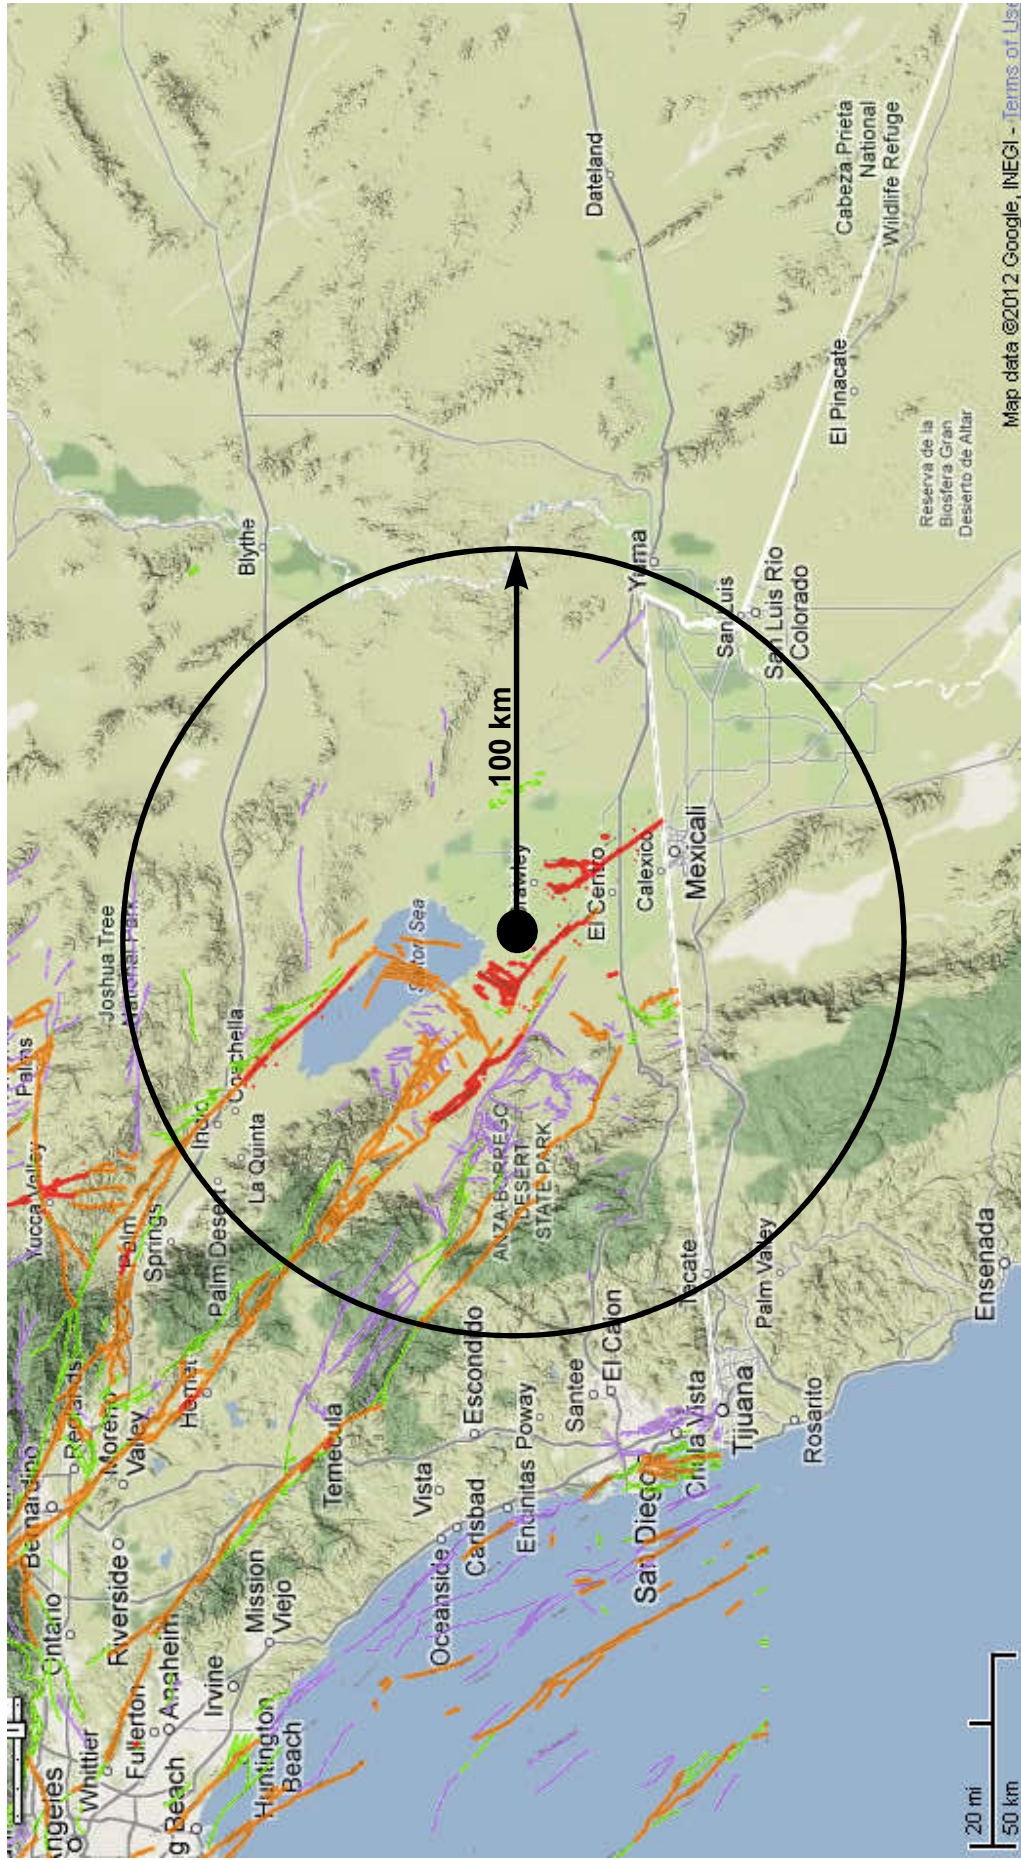 Dateland
Cabeza Prieta
National
Wildlife Refuge
El Pinacate
Reserva de la
Biosfera Gran
Desierto de Altar
Map data ©2012 Google, INEGI - Terms of Use
Blythe
Yuma
San Luis
San Luis Rio
Colorado
100 km
El Centro
Calexico
Mexicali
Joshua Tree
National Park
Palms
Coachella
Indio
La Quinta
Palm Desert
Yucca Valley
Palm
Springs
Salton Sea
ANZA BORREGO
DESERT
STATE PARK
Hemet
Redlands
Moreno
Valley
Temecula
Escondido
Poway
Santee
El Cajon
Tecate
Palm Valley
Ensenada
Chula Vista
Tijuana
Rosarito
San Diego
Encinitas
Carlsbad
Vista
Oceanside
Bernardino
Riverside
Ontario
Mission
Viejo
Irvine
Anaheim
Fullerton
Whittier
Huntington
Beach
g Beach
Angeles
20 mi
50 km